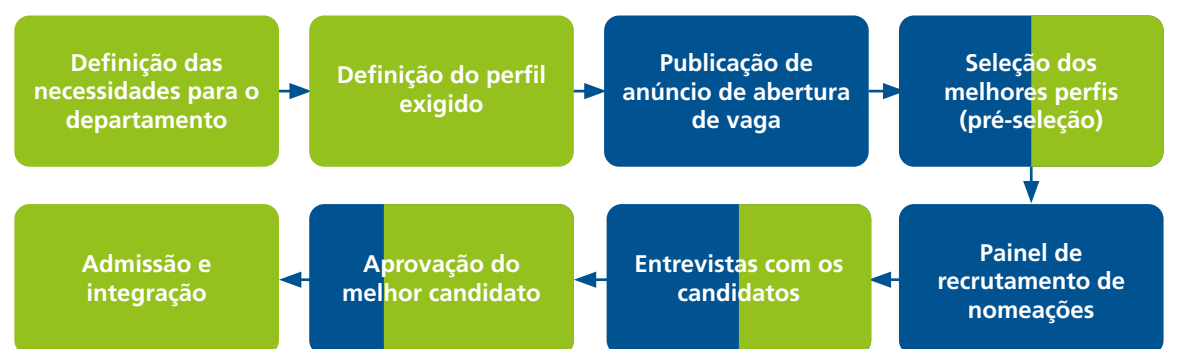 Definição das
necessidades para o
departamento
Definição do perfil
exigido
Publicação de
anúncio de abertura
de vaga
Seleção dos
melhores perfis
(pré-seleção)
Painel de
recrutamento de
nomeações
Entrevistas com os
candidatos
Aprovação do
melhor candidato
Admissão e
integração